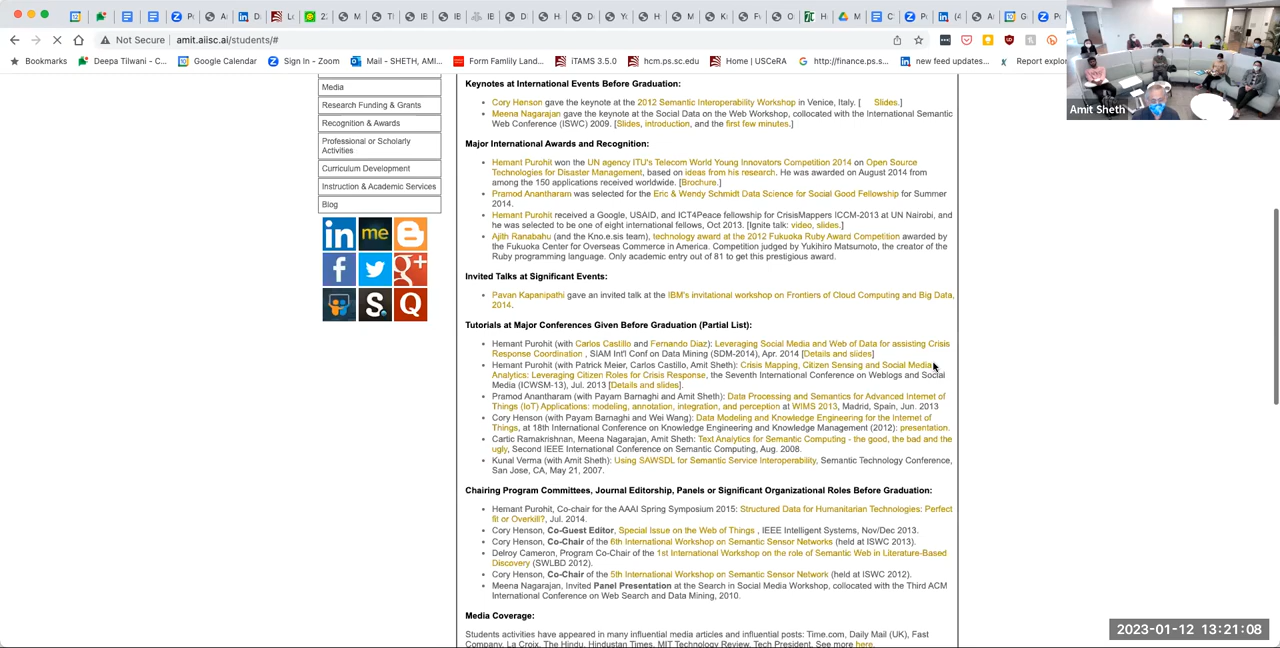 Not Secure | amit.aiisc.ai/students/#
Bookmarks
Deepa Tilwani - C...
Google Calendar
Sign In - Zoom
Mail - SHETH, AMI...
Form Familiy Land...
iTAMS 3.5.0
hcm.ps.sc.edu
Home | USCeRA
http://finance.ps.s...
new feed updates...
Report explor
Amit Sheth
Media
Research Funding & Grants
Recognition & Awards
Professional or Scholarly
Activities
Curriculum Development
Instruction & Academic Services
Blog
Keynotes at International Events Before Graduation:
Cory Henson gave the keynote at the 2012 Semantic Interoperability Workshop in Venice, Italy. [ Slides.]
Meena Nagarajan gave the keynote at the Social Data on the Web Workshop, collocated with the International Semantic
Web Conference (ISWC) 2009. [Slides, introduction, and the first few minutes.]
Major International Awards and Recognition:
Hemant Purohit won the UN agency ITU's Telecom World Young Innovators Competition 2014 on Open Source
Technologies for Disaster Management, based on ideas from his research. He was awarded on August 2014 from
among the 150 applications received worldwide. [Brochure.]
Pramod Anantharam was selected for the Eric & Wendy Schmidt Data Science for Social Good Fellowship for Summer
2014.
Hemant Purohit received a Google, USAID, and ICT4Peace fellowship for CrisisMappers ICCM-2013 at UN Nairobi, and
he was selected to be one of eight international fellows, Oct 2013. [Ignite talk: video, slides.]
Ajith Ranabahu (and the Kno.e.sis team), technology award at the 2012 Fukuoka Ruby Award Competition awarded by
the Fukuoka Center for Overseas Commerce in America. Competition judged by Yukihiro Matsumoto, the creator of the
Ruby programming language. Only academic entry out of 81 to get this prestigious award.
Invited Talks at Significant Events:
Pavan Kapanipathi gave an invited talk at the IBM's invitational workshop on Frontiers of Cloud Computing and Big Data,
2014.
Tutorials at Major Conferences Given Before Graduation (Partial List):
Hemant Purohit (with Carlos Castillo and Fernando Diaz): Leveraging Social Media and Web of Data for assisting Crisis
Response Coordination , SIAM Int'l Conf on Data Mining (SDM-2014), Apr. 2014 [Details and slides]
Hemant Purohit (with Patrick Meier, Carlos Castillo, Amit Sheth): Crisis Mapping, Citizen Sensing and Social Media
Analytics: Leveraging Citizen Roles for Crisis Response, the Seventh International Conference on Weblogs and Social
Media (ICWSM-13), Jul. 2013 [Details and slides].
Pramod Anantharam (with Payam Barnaghi and Amit Sheth): Data Processing and Semantics for Advanced Internet of
Things (IoT) Applications: modeling, annotation, integration, and perception at WIMS 2013, Madrid, Spain, Jun. 2013
Cory Henson (with Payam Barnaghi and Wei Wang): Data Modeling and Knowledge Engineering for the Internet of
Things, at 18th International Conference on Knowledge Engineering and Knowledge Management (2012): presentation.
Cartic Ramakrishnan, Meena Nagarajan, Amit Sheth: Text Analytics for Semantic Computing - the good, the bad and the
ugly, Second IEEE International Conference on Semantic Computing, Aug. 2008.
Kunal Verma (with Amit Sheth): Using SAWSDL for Semantic Service Interoperability, Semantic Technology Conference,
San Jose, CA, May 21, 2007.
Chairing Program Committees, Journal Editorship, Panels or Significant Organizational Roles Before Graduation:
Hemant Purohit, Co-chair for the AAAI Spring Symposium 2015: Structured Data for Humanitarian Technologies: Perfect
fit or Overkill?, Jul. 2014.
Cory Henson, Co-Guest Editor, Special Issue on the Web of Things , IEEE Intelligent Systems, Nov/Dec 2013.
Cory Henson, Co-Chair of the 6th International Workshop on Semantic Sensor Networks (held at ISWC 2013).
Delroy Cameron, Program Co-Chair of the 1st International Workshop on the role of Semantic Web in Literature-Based
Discovery (SWLBD 2012).
Cory Henson, Co-Chair of the 5th International Workshop on Semantic Sensor Network (held at ISWC 2012).
Meena Nagarajan, Invited Panel Presentation at the Search in Social Media Workshop, collocated with the Third ACM
International Conference on Web Search and Data Mining, 2010.
Media Coverage:
Students activities have appeared in many influential media articles and influential posts: Time.com, Daily Mail (UK), Fast
Company, La Croix, The Hindu, Hindustan Times, MIT Technology Review, Tech President. See more here.
2023-01-12 13:21:08